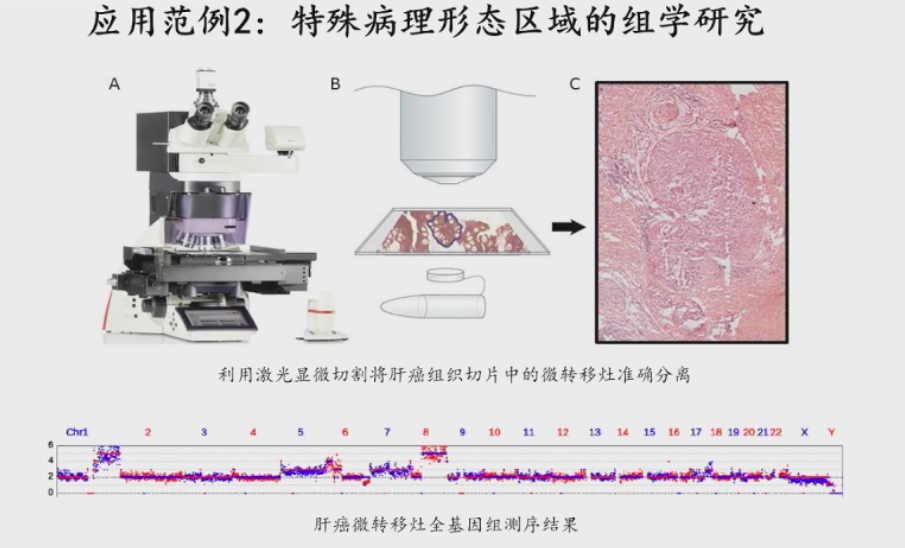 应用范例2：特殊病理形态区域的组学研究
A
B
C
利用激光显微切割将肝癌组织切片中的微转移灶准确分离
Chr1 2 3 4 5 6 7 8 9 10 11 12 13 14 15 16 17 18 19 20 21 22 X Y
6
4
2
0
肝癌微转移灶全基因组测序结果